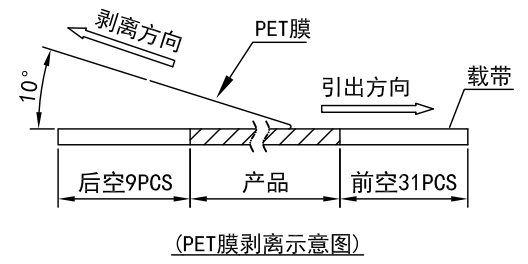 剥离方向
PET膜
10°
引出方向
载带
后空9PCS
产品
前空31PCS
(PET膜剥离示意图)